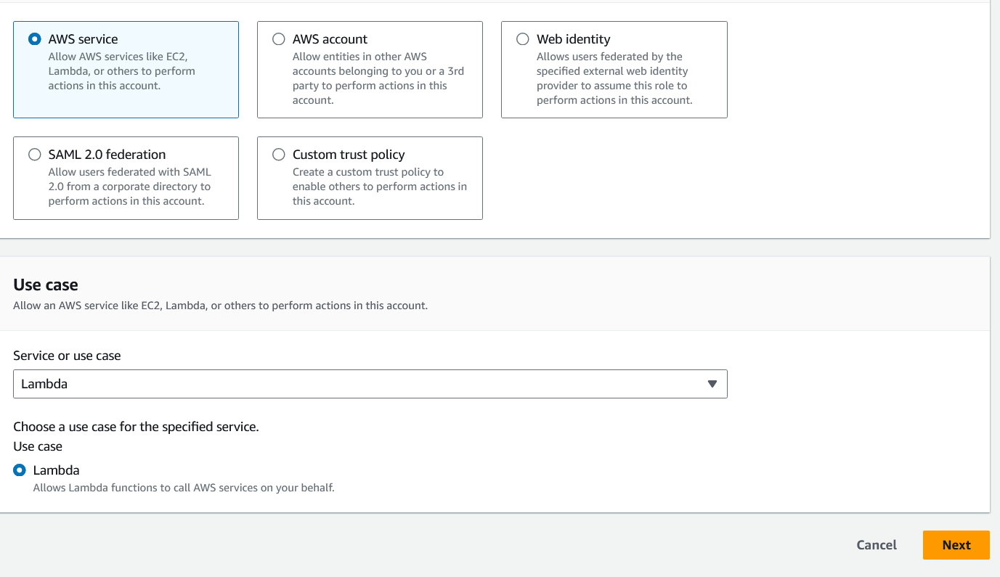 AWS service
Allow AWS services like EC2,
Lambda, or others to perform
actions in this account.
AWS account
Allow entities in other AWS
accounts belonging to you or a 3rd
party to perform actions in this
account.
Web identity
Allows users federated by the
specified external web identity
provider to assume this role to
perform actions in this account.
SAML 2.0 federation
Allow users federated with SAML
2.0 from a corporate directory to
perform actions in this account.
Custom trust policy
Create a custom trust policy to
enable others to perform actions in
this account.
Use case
Allow an AWS service like EC2, Lambda, or others to perform actions in this account.
Service or use case
Lambda
Choose a use case for the specified service.
Use case
Lambda
Allows Lambda functions to call AWS services on your behalf.
Cancel
Next